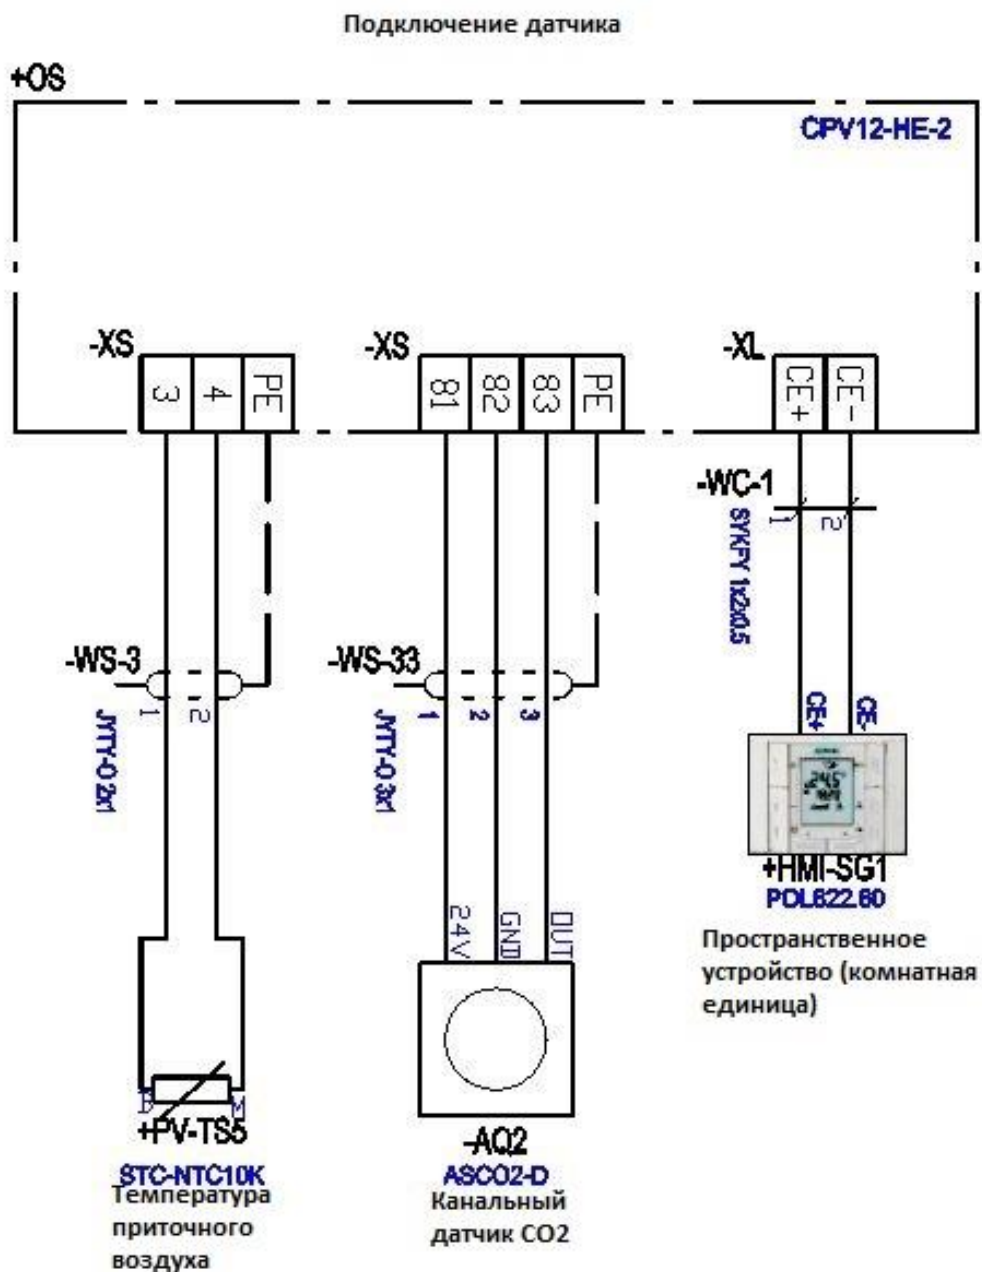 Подключение датчика
+OS
CPV12-HE-2
-XS
3
4
PE
-XS
81
82
83
PE
-XL
CE+
CE-
-WC-1
1
2
SYKFY 1x2x0.5
-WS-3
1
2
JYTY-O 2x1
-WS-33
1
2
3
JYTY-O 3x1
CE+
CE-
24,5°
+HMI-SG1
POL822.60
Пространственное
устройство (комнатная
единица)
24V
GND
OUT
B
M
+PV-TS5
STC-NTC10K
Температура
приточного
воздуха
-AQ2
ASCO2-D
Канальный
датчик CO2